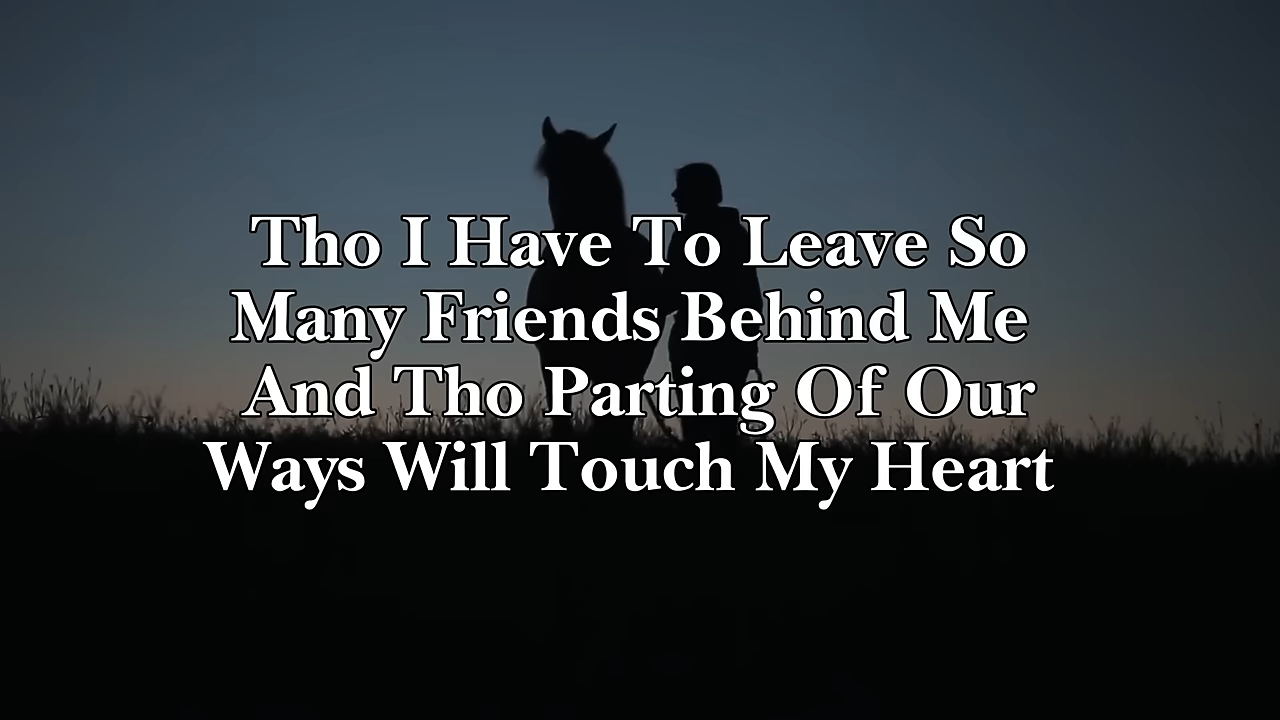 Tho I Have To Leave So
Many Friends Behind Me
And Tho Parting Of Our
Ways Will Touch My Heart